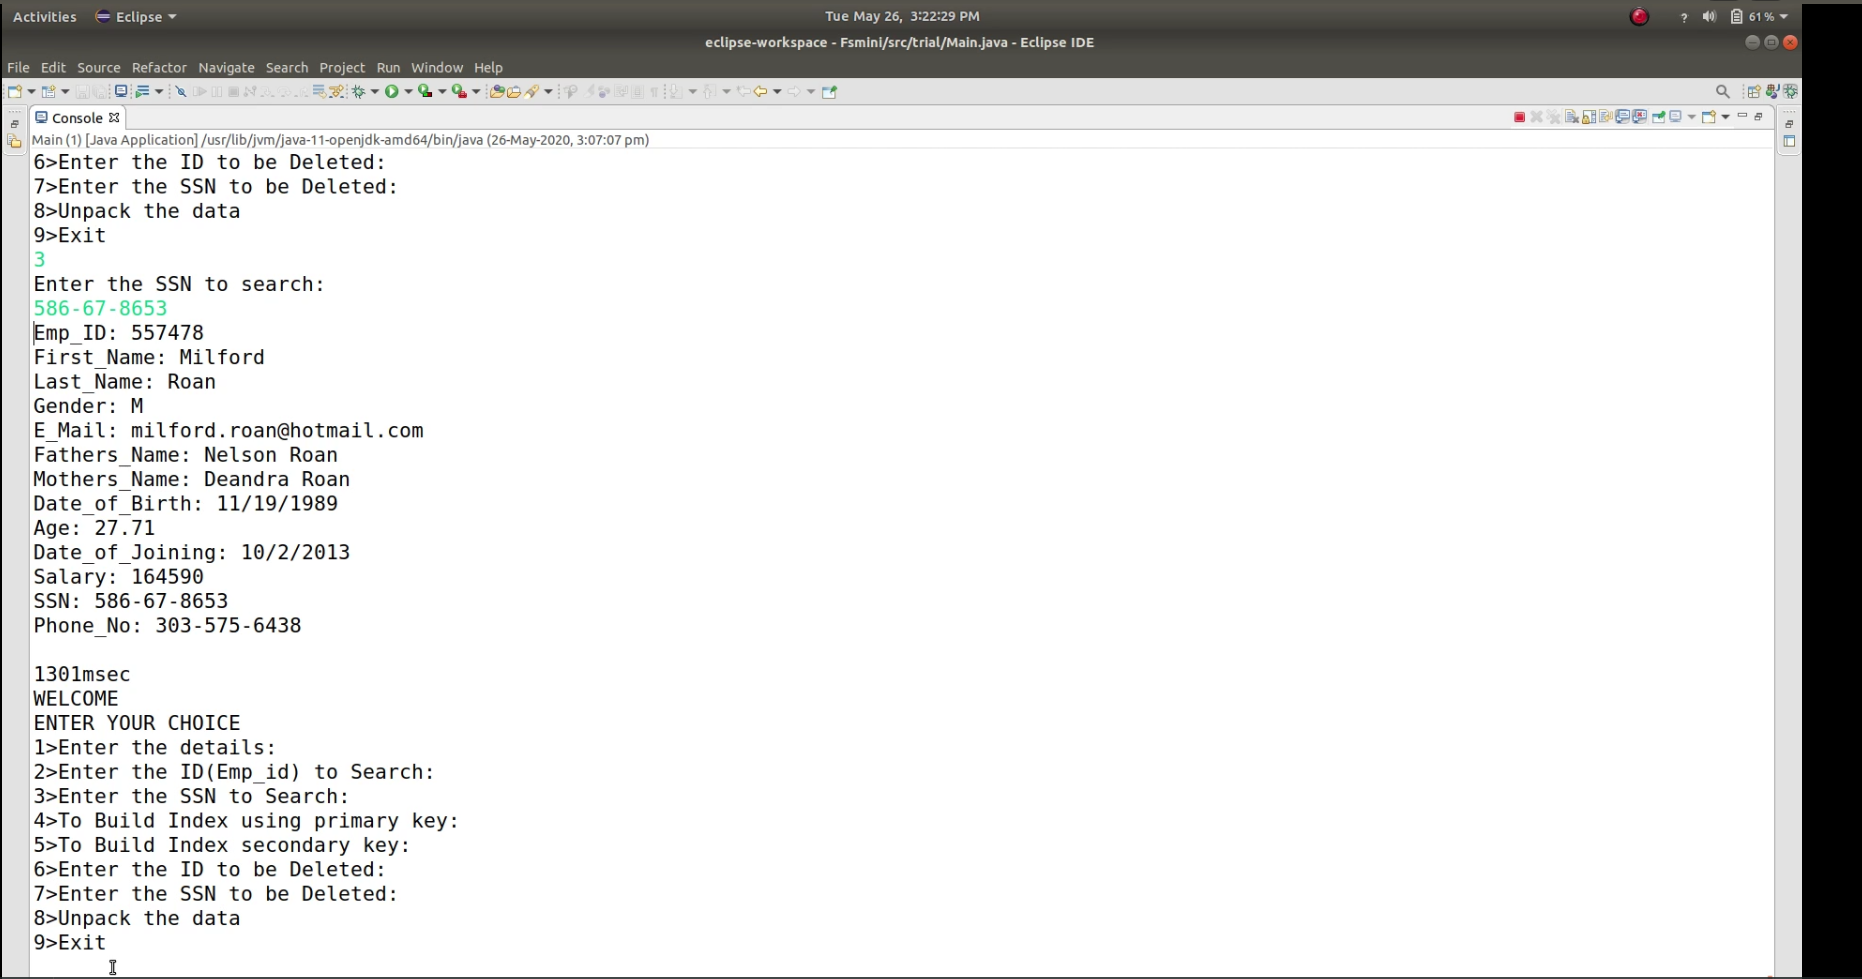 Activities Eclipse Tue May 26, 3:22:29 PM ? 61 %
eclipse-workspace - Fsmini/src/trial/Main.java - Eclipse IDE
File Edit Source Refactor Navigate Search Project Run Window Help
Console
Main (1) [Java Application] /usr/lib/jvm/java-11-openjdk-amd64/bin/java (26-May-2020, 3:07:07 pm)
6>Enter the ID to be Deleted:
7>Enter the SSN to be Deleted:
8>Unpack the data
9>Exit
3
Enter the SSN to search:
586-67-8653
Emp_ID: 557478
First_Name: Milford
Last_Name: Roan
Gender: M
E_Mail: milford.roan@hotmail.com
Fathers_Name: Nelson Roan
Mothers_Name: Deandra Roan
Date_of_Birth: 11/19/1989
Age: 27.71
Date_of_Joining: 10/2/2013
Salary: 164590
SSN: 586-67-8653
Phone_No: 303-575-6438
1301msec
WELCOME
ENTER YOUR CHOICE
1>Enter the details:
2>Enter the ID(Emp_id) to Search:
3>Enter the SSN to Search:
4>To Build Index using primary key:
5>To Build Index secondary key:
6>Enter the ID to be Deleted:
7>Enter the SSN to be Deleted:
8>Unpack the data
9>Exit